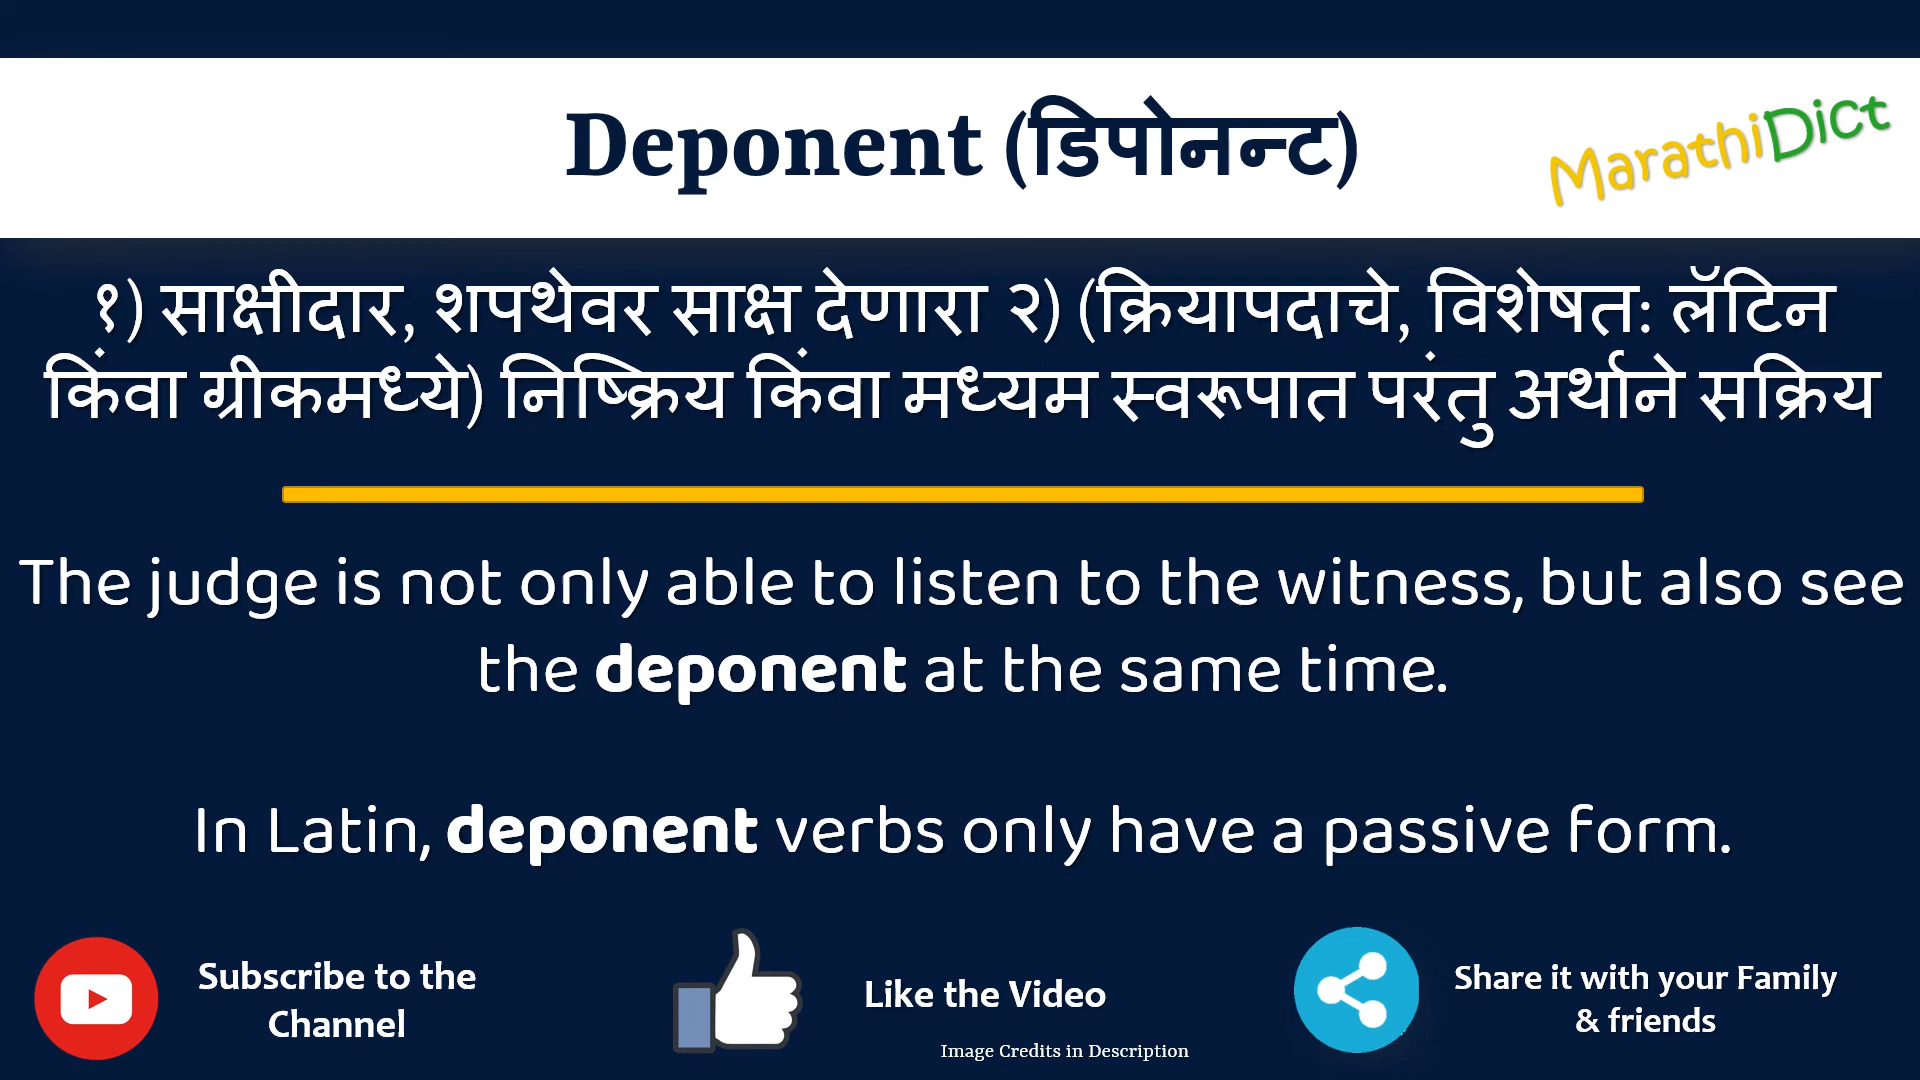 Deponent (डिपोनन्ट)
MarathiDict
१) साक्षीदार, शपथेवर साक्ष देणारा २) (क्रियापदाचे, विशेषतः लॅटिन
किंवा ग्रीकमध्ये) निष्क्रिय किंवा मध्यम स्वरूपात परंतु अर्थाने सक्रिय
The judge is not only able to listen to the witness, but also see
the deponent at the same time.
In Latin, deponent verbs only have a passive form.
Subscribe to the
Channel
Like the Video
Share it with your Family
& friends
Image Credits in Description